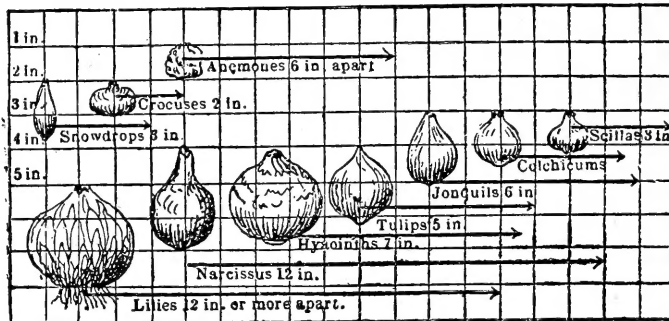 1 in.
Anemones 6 in. apart
2 in.
3 in.
Crocuses 2 in.
Snowdrops 3 in.
4 in.
Scillas 3 in
Colchicums
5 in.
Jonquils 6 in
Tulips 5 in
Hyacinths 7 in.
Narcissus 12 in.
Lilies 12 in. or more apart.